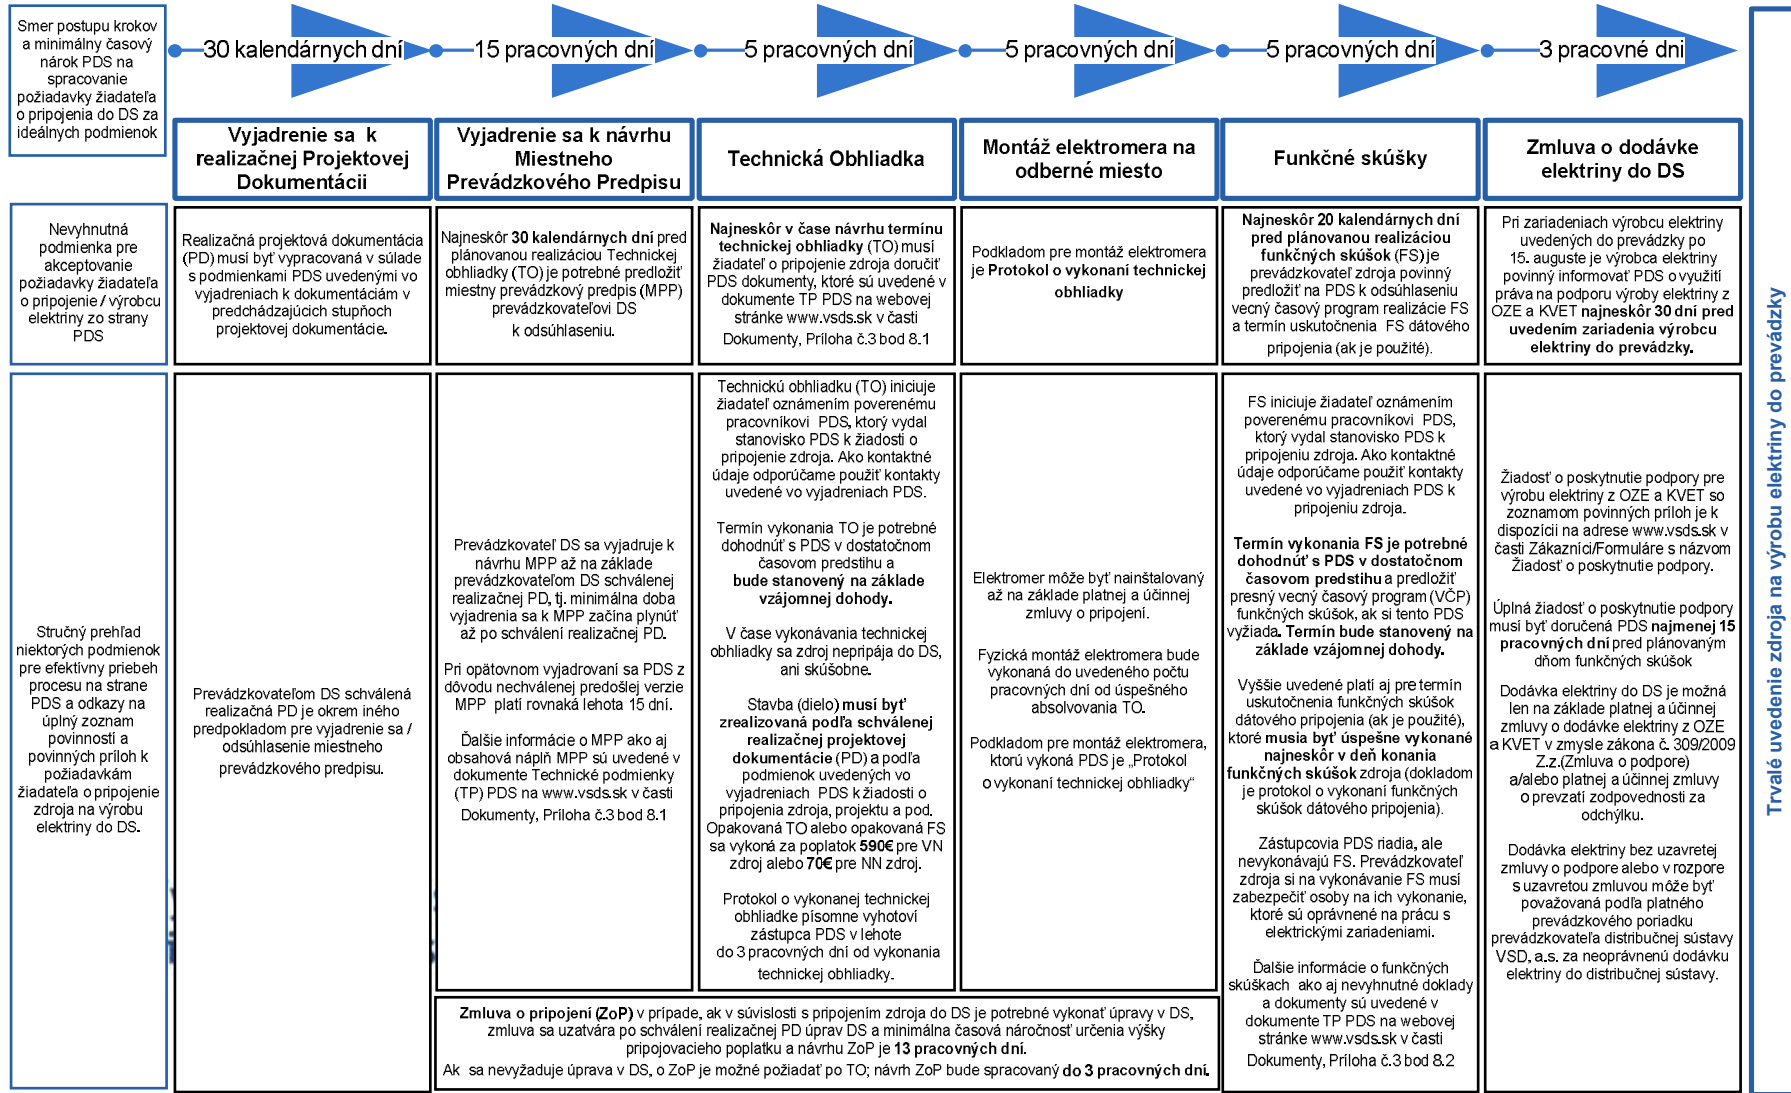 Smer postupu krokov
a minimálny časový
nárok PDS na
spracovanie
požiadavky žiadateľa
o pripojenia do DS za
ideálnych podmienok
30 kalendárnych dní
15 pracovných dní
5 pracovných dní
5 pracovných dní
5 pracovných dní
3 pracovné dni
Vyjadrenie sa k
realizačnej Projektovej
Dokumentácii
Vyjadrenie sa k návrhu
Miestneho
Prevádzkového Predpisu
Technická Obhliadka
Montáž elektromera na
odberné miesto
Funkčné skúšky
Zmluva o dodávke
elektriny do DS
Nevyhnutná
podmienka pre
akceptovanie
požiadavky žiadateľa
o pripojenie / výrobcu
elektriny zo strany
PDS
Realizačná projektová dokumentácia
(PD) musí byť vypracovaná v súlade
s podmienkami PDS uvedenými vo
vyjadreniach k dokumentáciám v
predchádzajúcich stupňoch
projektovej dokumentácie.
Najneskôr 30 kalendárnych dní pred
plánovanou realizáciou Technickej
obhliadky (TO) je potrebné predložiť
miestny prevádzkový predpis (MPP)
prevádzkovateľovi DS
k odsúhlaseniu.
Najneskôr v čase návrhu termínu
technickej obhliadky (TO) musí
žiadateľ o pripojenie zdroja doručiť
PDS dokumenty, ktoré sú uvedené v
dokumente TP PDS na webovej
stránke www.vsds.sk v časti
Dokumenty, Príloha č.3 bod 8.1
Podkladom pre montáž elektromera
je Protokol o vykonaní technickej
obhliadky
Najneskôr 20 kalendárnych dní
pred plánovanou realizáciou
funkčných skúšok (FS) je
prevádzkovateľ zdroja povinný
predložiť na PDS k odsúhlaseniu
vecný časový program realizácie FS
a termín uskutočnenia FS dátového
pripojenia (ak je použité).
Pri zariadeniach výrobcu elektriny
uvedených do prevádzky po
15. auguste je výrobca elektriny
povinný informovať PDS o využití
práva na podporu výroby elektriny z
OZE a KVET najneskôr 30 dní pred
uvedením zariadenia výrobcu
elektriny do prevádzky.
Stručný prehľad
niektorých podmienok
pre efektívny priebeh
procesu na strane
PDS a odkazy na
úplný zoznam
povinností a
povinných príloh k
požiadavkám
žiadateľa o pripojenie
zdroja na výrobu
elektriny do DS.
Prevádzkovateľom DS schválená
realizačná PD je okrem iného
predpokladom pre vyjadrenie sa /
odsúhlasenie miestneho
prevádzkového predpisu.
Prevádzkovateľ DS sa vyjadruje k
návrhu MPP až na základe
prevádzkovateľom DS schválenej
realizačnej PD, tj. minimálna doba
vyjadrenia sa k MPP začína plynúť
až po schválení realizačnej PD.
Pri opätovnom vyjadrovaní sa PDS z
dôvodu nechválenej predošlej verzie
MPP platí rovnaká lehota 15 dní.
Ďalšie informácie o MPP ako aj
obsahová náplň MPP sú uvedené v
dokumente Technické podmienky
(TP) PDS na www.vsds.sk v časti
Dokumenty, Príloha č.3 bod 8.1
Technickú obhliadku (TO) iniciuje
žiadateľ oznámením poverenému
pracovníkovi PDS, ktorý vydal
stanovisko PDS k žiadosti o
pripojenie zdroja. Ako kontaktné
údaje odporúčame použiť kontakty
uvedené vo vyjadreniach PDS.
Termín vykonania TO je potrebné
dohodnúť s PDS v dostatočnom
časovom predstihu a
bude stanovený na základe
vzájomnej dohody.
V čase vykonávania technickej
obhliadky sa zdroj nepripája do DS,
ani skúšobne.
Stavba (dielo) musí byť
zrealizovaná podľa schválenej
realizačnej projektovej
dokumentácie (PD) a podľa
podmienok uvedených vo
vyjadreniach PDS k žiadosti o
pripojenia zdroja, projektu a pod.
Opakovaná TO alebo opakovaná FS
sa vykoná za poplatok 590€ pre VN
zdroj alebo 70€ pre NN zdroj.
Protokol o vykonanej technickej
obhliadke písomne vyhotoví
zástupca PDS v lehote
do 3 pracovných dní od vykonania
technickej obhliadky.
Elektromer môže byť nainštalovaný
až na základe platnej a účinnej
zmluvy o pripojení.
Fyzická montáž elektromera bude
vykonaná do uvedeného počtu
pracovných dní od úspešného
absolvovania TO.
Podkladom pre montáž elektromera,
ktorú vykoná PDS je „Protokol
o vykonaní technickej obhliadky“
FS iniciuje žiadateľ oznámením
poverenému pracovníkovi PDS,
ktorý vydal stanovisko PDS k
pripojeniu zdroja. Ako kontaktné
údaje odporúčame použiť kontakty
uvedené vo vyjadreniach PDS k
pripojeniu zdroja.
Termín vykonania FS je potrebné
dohodnúť s PDS v dostatočnom
časovom predstihu a predložiť
presný vecný časový program (VČP)
funkčných skúšok, ak si tento PDS
vyžiada. Termín bude stanovený na
základe vzájomnej dohody.
Vyššie uvedené platí aj pre termín
uskutočnenia funkčných skúšok
dátového pripojenia (ak je použité),
ktoré musia byť úspešne vykonané
najneskôr v deň konania
funkčných skúšok zdroja (dokladom
je protokol o vykonaní funkčných
skúšok dátového pripojenia).
Zástupcovia PDS riadia, ale
nevykonávajú FS. Prevádzkovateľ
zdroja si na vykonávanie FS musí
zabezpečiť osoby na ich vykonanie,
ktoré sú oprávnené na prácu s
elektrickými zariadeniami.
Ďalšie informácie o funkčných
skúškach ako aj nevyhnutné doklady
a dokumenty sú uvedené v
dokumente TP PDS na webovej
stránke www.vsds.sk v časti
Dokumenty, Príloha č.3 bod 8.2
Žiadosť o poskytnutie podpory pre
výrobu elektriny z OZE a KVET so
zoznamom povinných príloh je k
dispozícii na adrese www.vsds.sk v
časti Zákazníci/Formuláre s názvom
Žiadosť o poskytnutie podpory.
Úplná žiadosť o poskytnutie podpory
musí byť doručená PDS najmenej 15
pracovných dní pred plánovaným
dňom funkčných skúšok
Dodávka elektriny do DS je možná
len na základe platnej a účinnej
zmluvy o dodávke elektriny z OZE
a KVET v zmysle zákona č. 309/2009
Z.z.(Zmluva o podpore)
a/alebo platnej a účinnej zmluvy
o prevzatí zodpovednosti za
odchýlku.
Dodávka elektriny bez uzavretej
zmluvy o podpore alebo v rozpore
s uzavretou zmluvou môže byť
považovaná podľa platného
prevádzkového poriadku
prevádzkovateľa distribučnej sústavy
VSD, a.s. za neoprávnenú dodávku
elektriny do distribučnej sústavy.
Zmluva o pripojení (ZoP) v prípade, ak v súvislosti s pripojením zdroja do DS je potrebné vykonať úpravy v DS,
zmluva sa uzatvára po schválení realizačnej PD úprav DS a minimálna časová náročnosť určenia výšky
pripojovacieho poplatku a návrhu ZoP je 13 pracovných dní.
Ak sa nevyžaduje úprava v DS, o ZoP je možné požiadať po TO; návrh ZoP bude spracovaný do 3 pracovných dní.
Trvalé uvedenie zdroja na výrobu elektriny do prevádzky